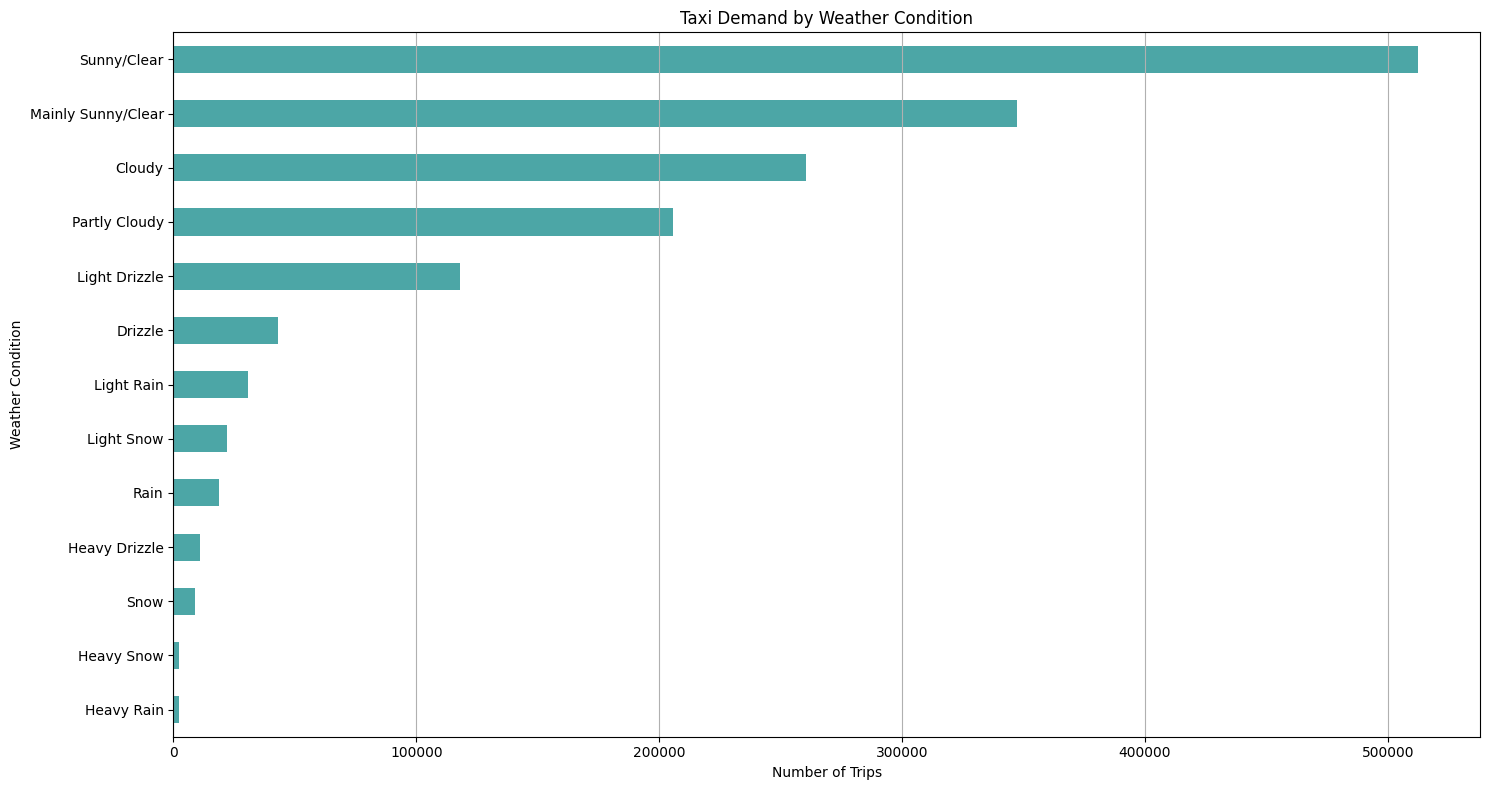 Taxi Demand by Weather Condition
Sunny/Clear
Mainly Sunny/Clear
Cloudy
Partly Cloudy
Light Drizzle
Drizzle
Light Rain
Light Snow
Rain
Heavy Drizzle
Snow
Heavy Snow
Heavy Rain
Weather Condition
0 100000 200000 300000 400000 500000
Number of Trips